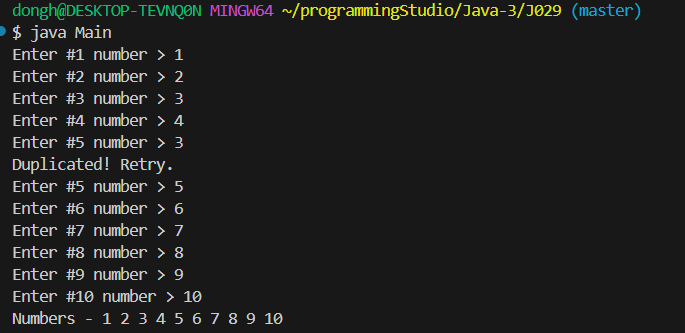 dongh@DESKTOP-TEVNQ0N MINGW64 ~/programmingStudio/Java-3/J029 (master)
$ java Main
Enter #1 number > 1
Enter #2 number > 2
Enter #3 number > 3
Enter #4 number > 4
Enter #5 number > 3
Duplicated! Retry.
Enter #5 number > 5
Enter #6 number > 6
Enter #7 number > 7
Enter #8 number > 8
Enter #9 number > 9
Enter #10 number > 10
Numbers - 1 2 3 4 5 6 7 8 9 10